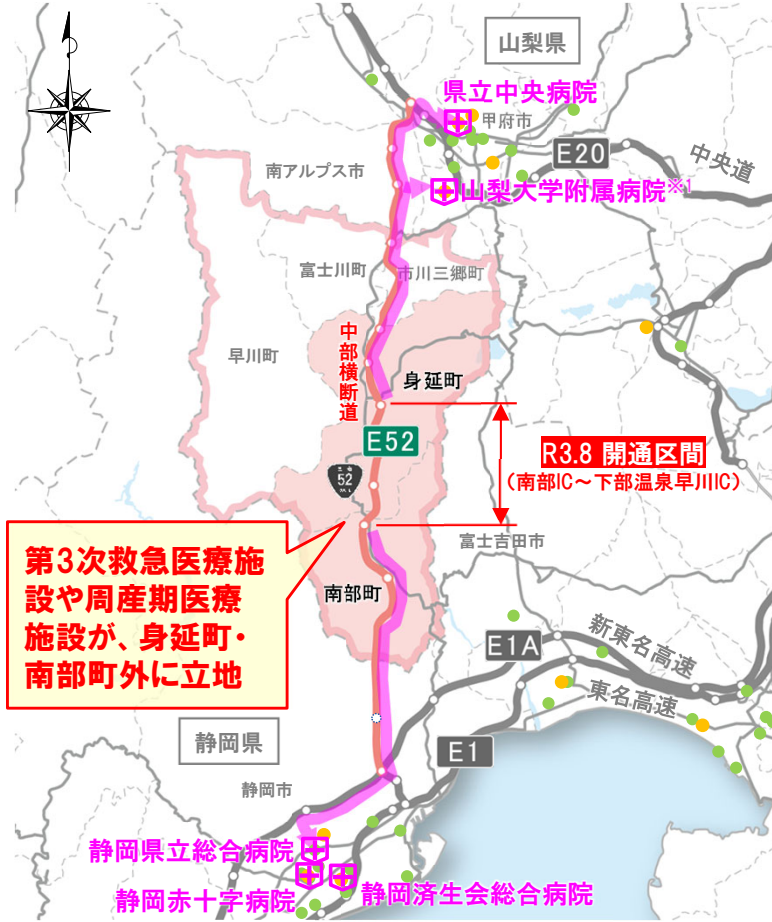 山梨県
県立中央病院
甲府市
E20
中央道
南アルプス市
山梨大学附属病院※1
富士川町
市川三郷町
中部横断道
早川町
身延町
E52
R3.8 開通区間
(南部IC～下部温泉早川IC)
52
富士吉田市
第3次救急医療施
設や周産期医療
施設が、身延町・
南部町外に立地
南部町
E1A
新東名高速
東名高速
静岡県
E1
静岡市
静岡県立総合病院
静岡赤十字病院
静岡済生会総合病院